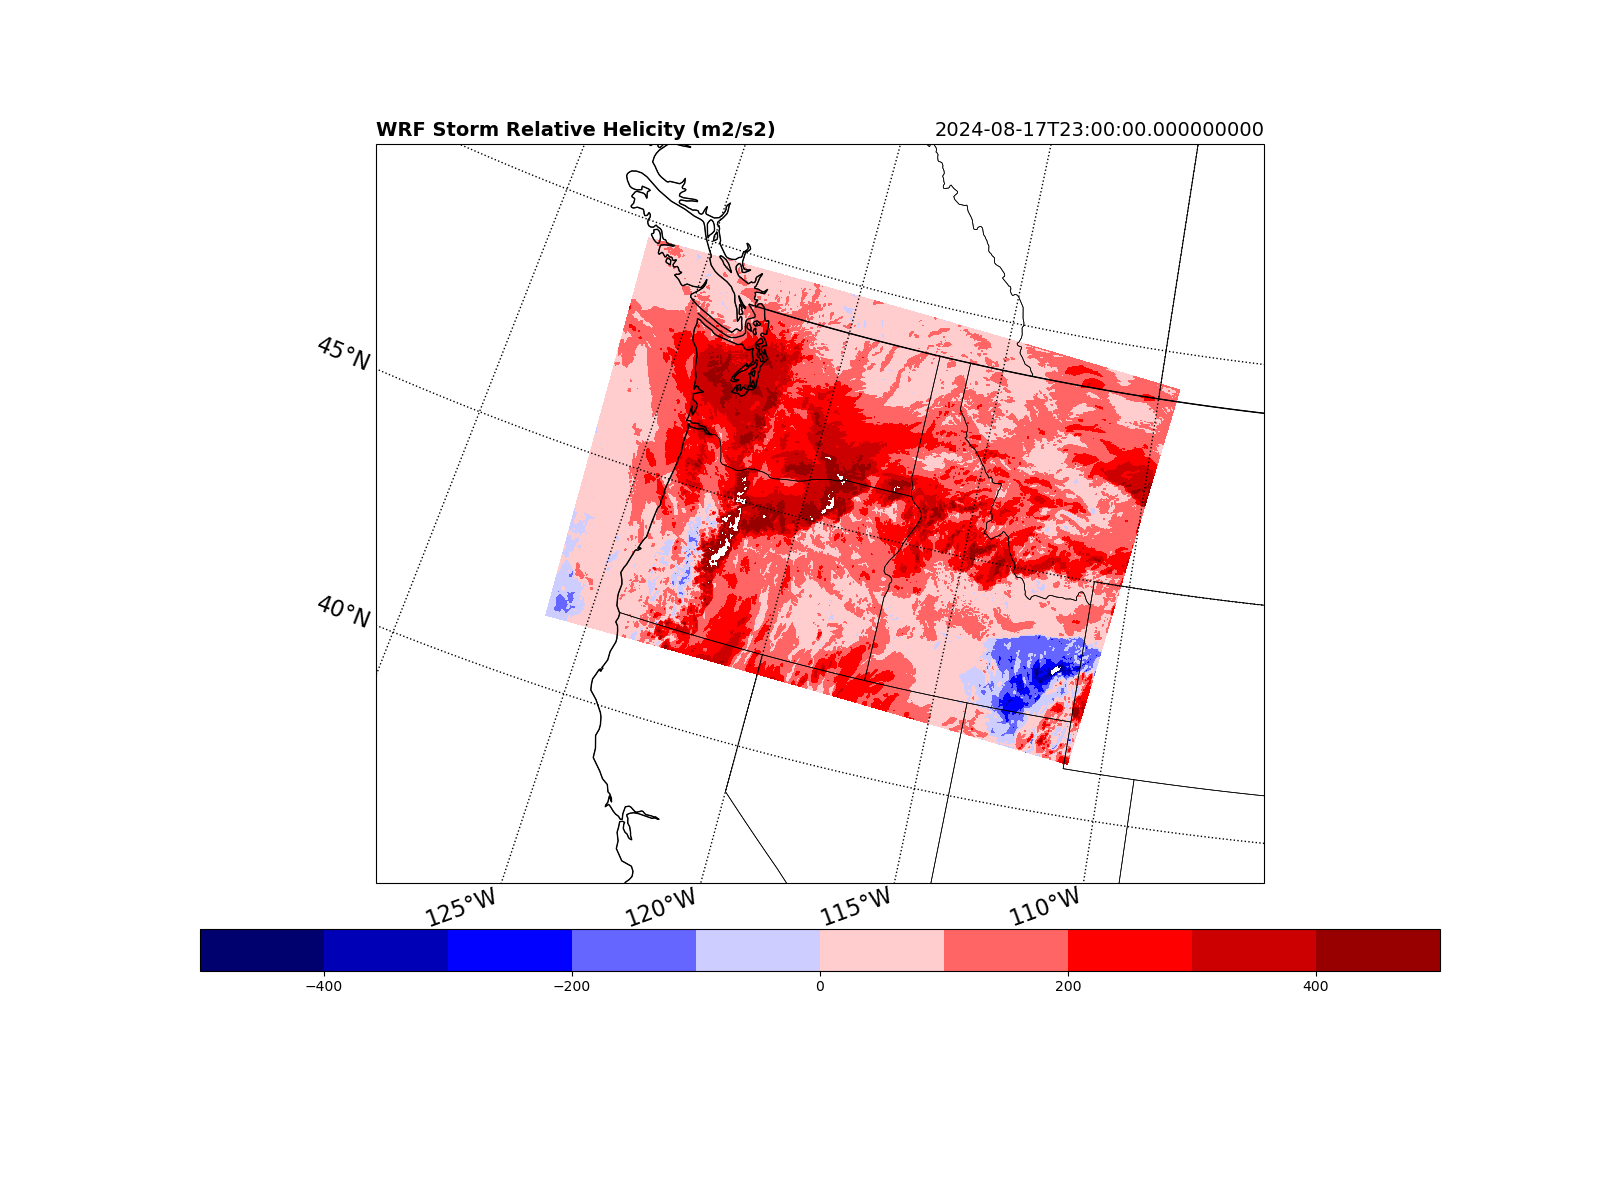 WRF Storm Relative Helicity (m2/s2) 2024-08-17T23:00:00.000000000
45°N
40°N
125°W 120°W 115°W 110°W
−400 −200 0 200 400